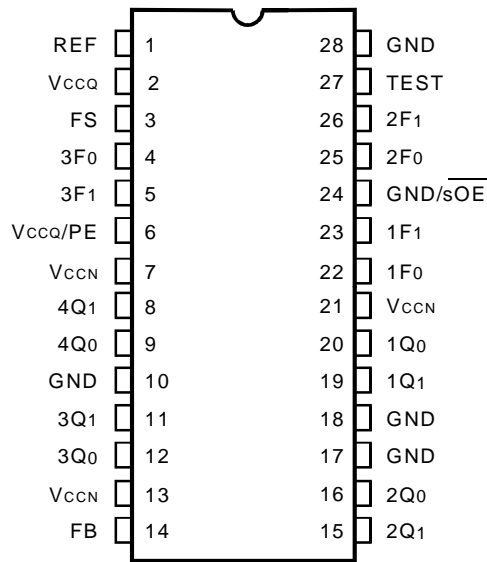 REF 1 28 GND
VCCQ 2 27 TEST
FS 3 26 2F1
3F0 4 25 2F0
3F1 5 24 GND/sOE
VCCQ/PE 6 23 1F1
VCCN 7 22 1F0
4Q1 8 21 VCCN
4Q0 9 20 1Q0
GND 10 19 1Q1
3Q1 11 18 GND
3Q0 12 17 GND
VCCN 13 16 2Q0
FB 14 15 2Q1